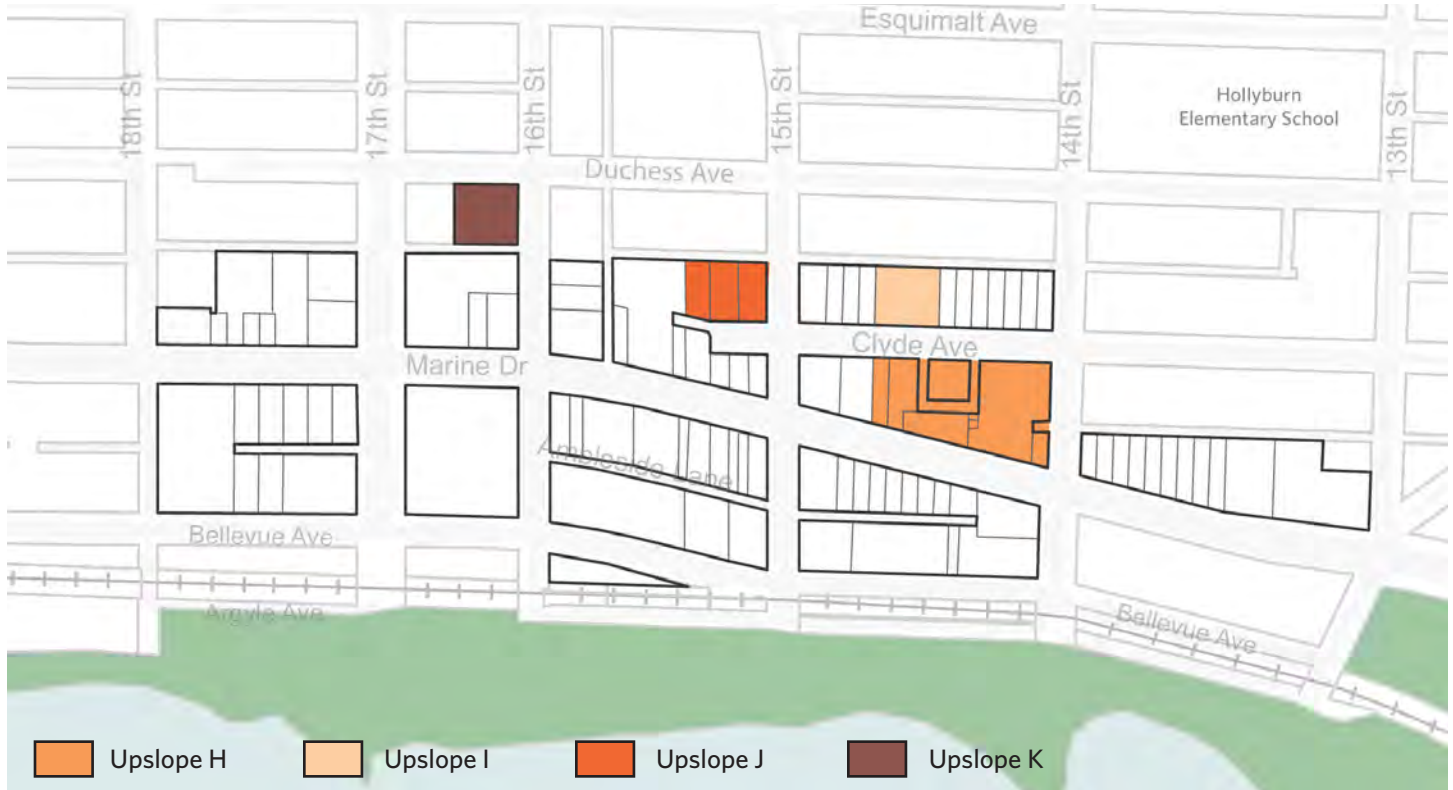 Esquimalt Ave
18th St
17th St
16th St
15th St
14th St
13th St
Hollyburn
Elementary School
Duchess Ave
Clyde Ave
Marine Dr
Ambleside Lane
Bellevue Ave
Argyle Ave
Bellevue Ave
Upslope H
Upslope I
Upslope J
Upslope K